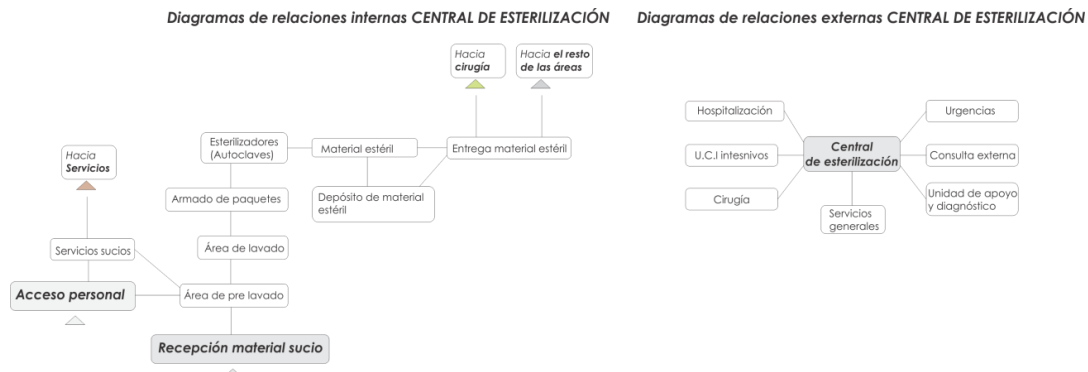 Diagramas de relaciones internas CENTRAL DE ESTERILIZACIÓN
Hacia
cirugía
Hacia el resto
de las áreas
Esterilizadores
(Autoclaves)
Material estéril
Entrega material estéril
Hacia
Servicios
Armado de paquetes
Depósito de material
estéril
Servicios sucios
Área de lavado
Acceso personal
Área de pre lavado
Recepción material sucio
Diagramas de relaciones externas CENTRAL DE ESTERILIZACIÓN
Hospitalización
Urgencias
U.C.I intesnivos
Central
de esterilización
Consulta externa
Cirugía
Servicios
generales
Unidad de apoyo
y diagnóstico